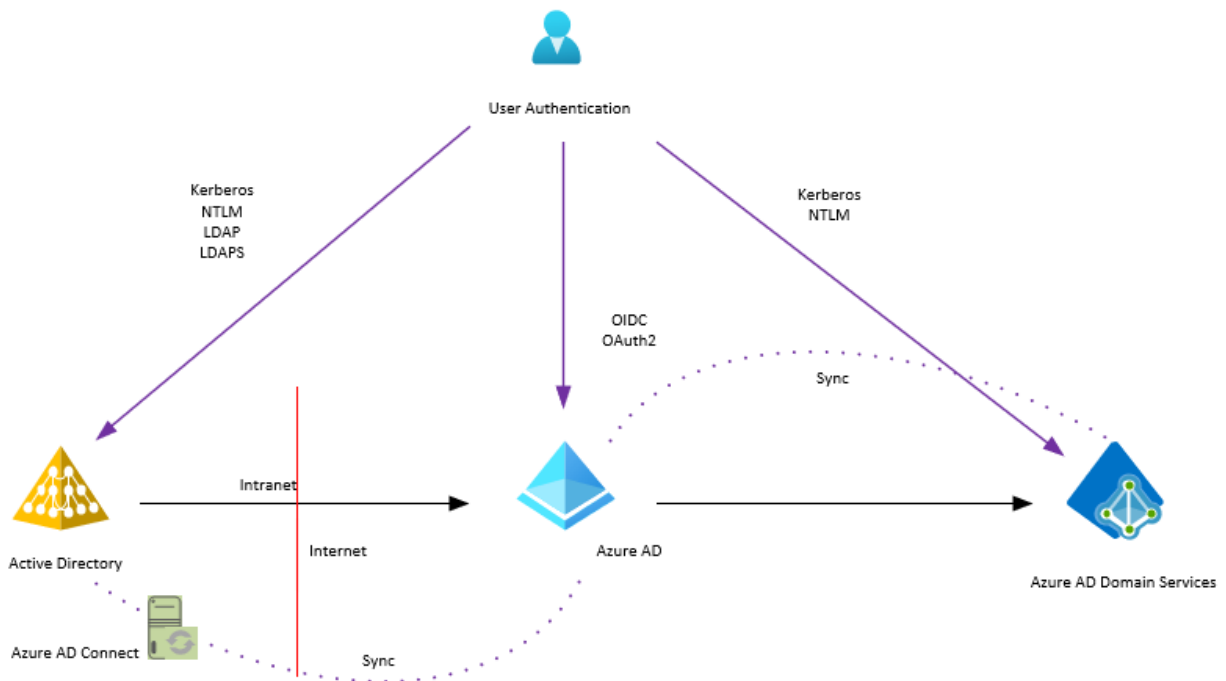 User Authentication
Kerberos
NTLM
LDAP
LDAPS
Kerberos
NTLM
OIDC
OAuth2
Sync
Intranet
Internet
Active Directory
Azure AD
Azure AD Domain Services
Azure AD Connect
Sync